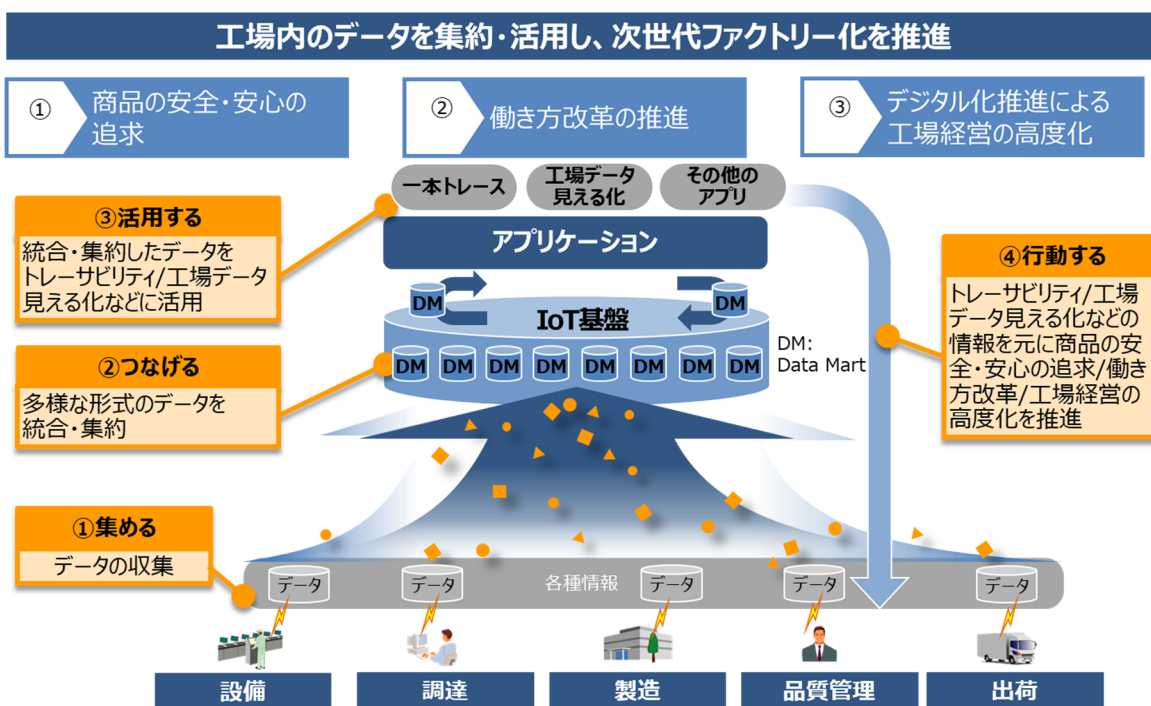 工場内のデータを集約・活用し、次世代ファクトリー化を推進
①
商品の安全・安心の
追求
②
働き方改革の推進
③
デジタル化推進による
工場経営の高度化
一本トレース
工場データ
見える化
その他の
アプリ
③活用する
統合・集約したデータを
トレーサビリティ/工場データ
見える化などに活用
アプリケーション
④行動する
トレーサビリティ/工場
データ見える化などの
情報を元に商品の安
全・安心の追求/働き
方改革/工場経営の
高度化を推進
DM
DM
IoT基盤
DM DM DM DM DM DM DM DM
DM:
Data Mart
②つなげる
多様な形式のデータを
統合・集約
①集める
データの収集
データ
データ
各種情報
データ
データ
データ
設備
調達
製造
品質管理
出荷